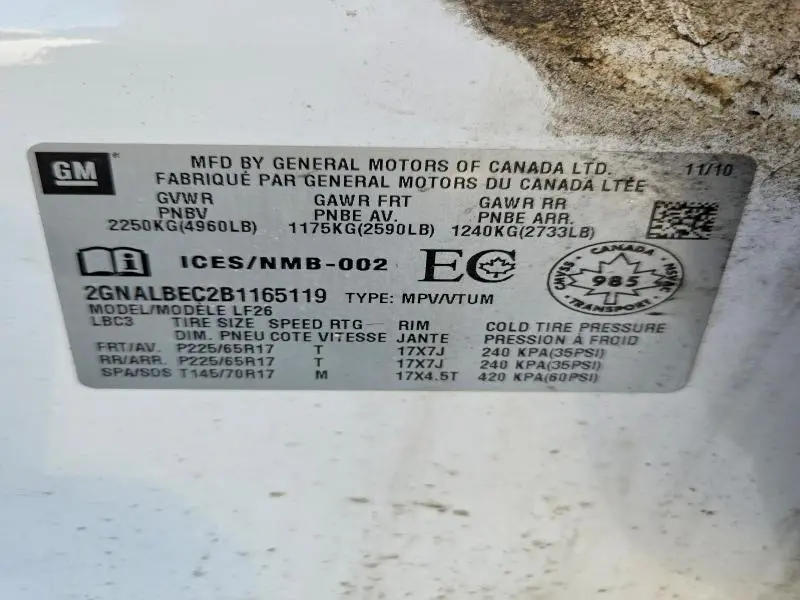 GM
MFD BY GENERAL MOTORS OF CANADA LTD. 11/10
FABRIQUÉ PAR GENERAL MOTORS DU CANADA LTÉE
GVWR GAWR FRT GAWR RR
PNBV PNBE AV. PNBE ARR.
2250KG(4960LB) 1175KG(2590LB) 1240KG(2733LB)
ICES/NMB-002 EC
CANADA
985
TRANSPORT
2GNALBEC2B1165119 TYPE: MPV/VTUM
MODEL/MODÈLE LF26
LBC3 TIRE SIZE SPEED RTG RIM COLD TIRE PRESSURE
DIM. PNEU COTE VITESSE JANTE PRESSION À FROID
FRT/AV. P225/65R17 T 17X7J 240 KPA(35PSI)
RR/ARR. P225/65R17 T 17X7J 240 KPA(35PSI)
SPA/SOS T145/70R17 M 17X4.5T 420 KPA(60PSI)